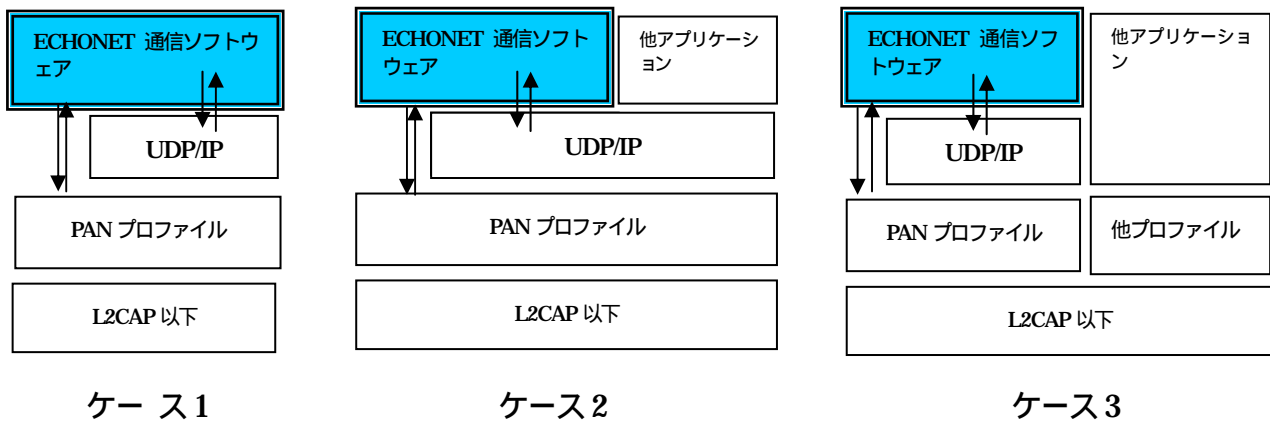 ECHONET 通信ソフトウ
ェア
UDP/IP
PAN プロファイル
L2CAP 以下
ケー ス1
ECHONET 通信ソフト
ウェア
他アプリケーシ
ョン
UDP/IP
PAN プロファイル
L2CAP 以下
ケース2
ECHONET 通信ソフ
トウェア
他アプリケーショ
ン
UDP/IP
PAN プロファイル
他プロファイル
L2CAP 以下
ケース3